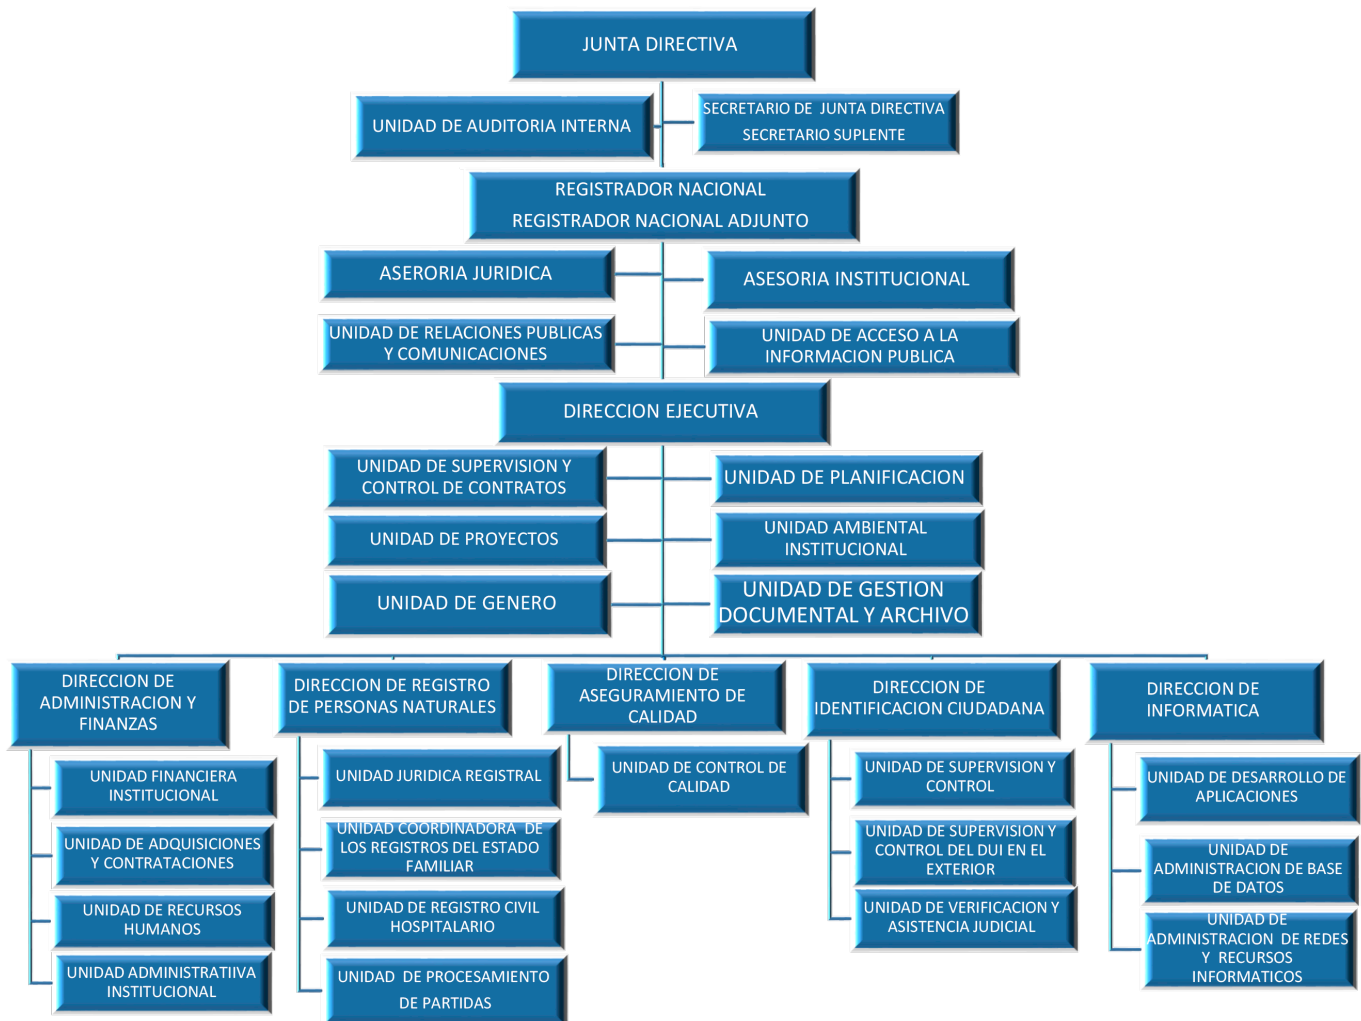 JUNTA DIRECTIVA
UNIDAD DE AUDITORIA INTERNA
SECRETARIO DE JUNTA DIRECTIVA
SECRETARIO SUPLENTE
REGISTRADOR NACIONAL
REGISTRADOR NACIONAL ADJUNTO
ASERORIA JURIDICA
ASESORIA INSTITUCIONAL
UNIDAD DE RELACIONES PUBLICAS
Y COMUNICACIONES
UNIDAD DE ACCESO A LA
INFORMACION PUBLICA
DIRECCION EJECUTIVA
UNIDAD DE SUPERVISION Y
CONTROL DE CONTRATOS
UNIDAD DE PLANIFICACION
UNIDAD DE PROYECTOS
UNIDAD AMBIENTAL
INSTITUCIONAL
UNIDAD DE GENERO
UNIDAD DE GESTION
DOCUMENTAL Y ARCHIVO
DIRECCION DE
ADMINISTRACION Y
FINANZAS
UNIDAD FINANCIERA
INSTITUCIONAL
UNIDAD DE ADQUISICIONES
Y CONTRATACIONES
UNIDAD DE RECURSOS
HUMANOS
UNIDAD ADMINISTRATIIVA
INSTITUCIONAL
DIRECCION DE REGISTRO
DE PERSONAS NATURALES
UNIDAD JURIDICA REGISTRAL
UNIDAD COORDINADORA DE
LOS REGISTROS DEL ESTADO
FAMILIAR
UNIDAD DE REGISTRO CIVIL
HOSPITALARIO
UNIDAD DE PROCESAMIENTO
DE PARTIDAS
DIRECCION DE
ASEGURAMIENTO DE
CALIDAD
UNIDAD DE CONTROL DE
CALIDAD
DIRECCION DE
IDENTIFICACION CIUDADANA
UNIDAD DE SUPERVISION Y
CONTROL
UNIDAD DE SUPERVISION Y
CONTROL DEL DUI EN EL
EXTERIOR
UNIDAD DE VERIFICACION Y
ASISTENCIA JUDICIAL
DIRECCION DE
INFORMATICA
UNIDAD DE DESARROLLO DE
APLICACIONES
UNIDAD DE
ADMINISTRACION DE BASE
DE DATOS
UNIDAD DE
ADMINISTRACION DE REDES
Y RECURSOS
INFORMATICOS